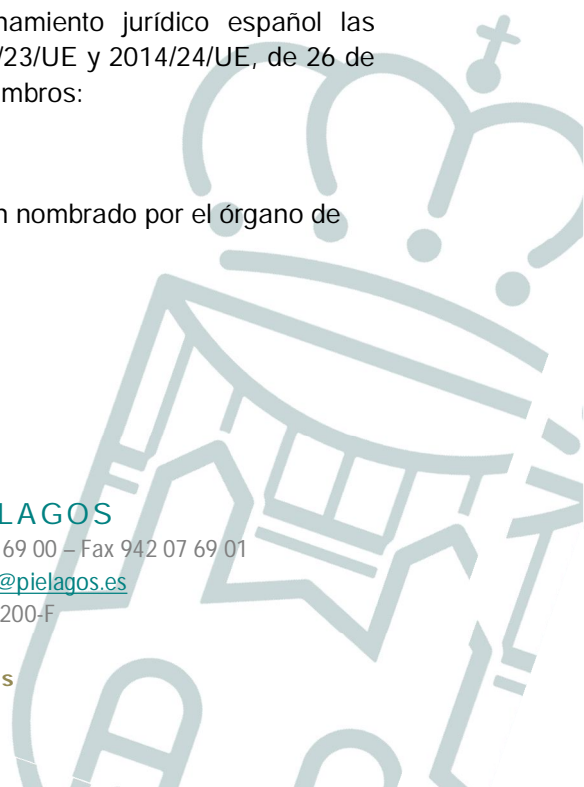 namiento jurídico español las
/23/UE y 2014/24/UE, de 26 de
mbros:
n nombrado por el órgano de
LAGOS
69 00 – Fax 942 07 69 01
@pielagos.es
200-F
s